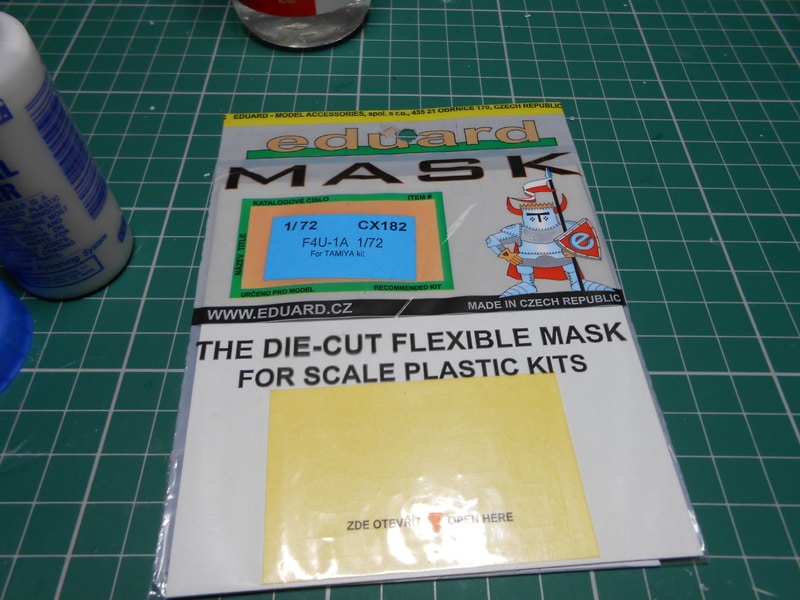 EDUARD - MODEL ACCESSORIES, spol. s r.o., 435 21 OBRNICE 170, CZECH REPUBLIC
eduard
MASK
KATALOGOVÉ ČÍSLO ITEM #
1/72 CX182
F4U-1A 1/72
For TAMIYA kit
NÁZEV TITLE
URČENO PRO MODEL RECOMMENDED KIT
e
WWW.EDUARD.CZ MADE IN CZECH REPUBLIC
THE DIE-CUT FLEXIBLE MASK
FOR SCALE PLASTIC KITS
ZDE OTEVŘÍT OPEN HERE